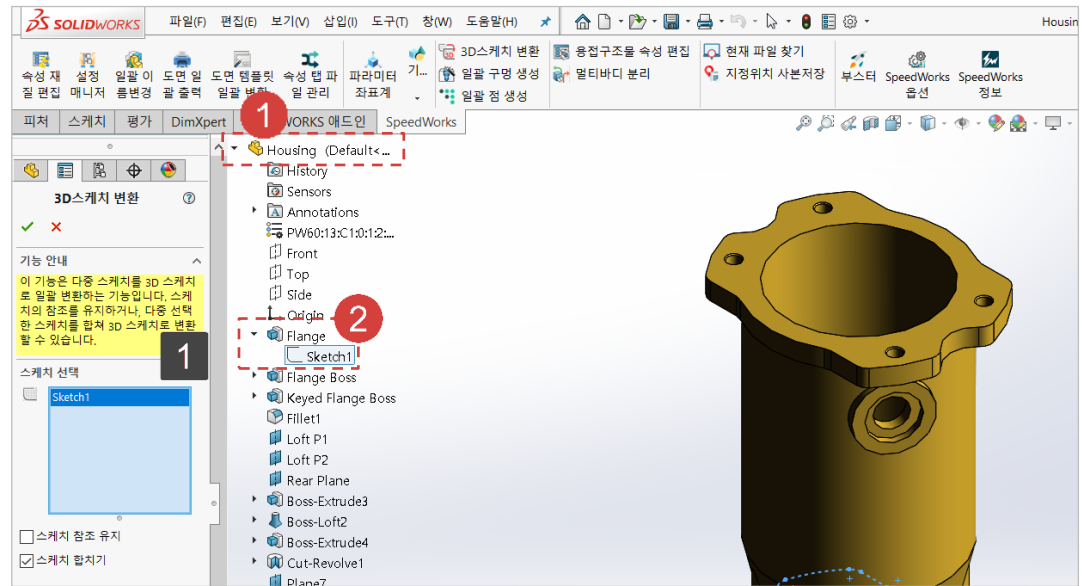 SOLIDWORKS 파일(F) 편집(E) 보기(V) 삽입(I) 도구(T) 창(W) 도움말(H) Housin
속성 재
질 편집
설정
매니저
일괄 이
름변경
도면 일
괄 출력
도면 템플릿
일괄 변환
속성 탭 파
일 관리
파라미터
좌표계
기...
3D스케치 변환
일괄 구멍 생성
일괄 점 생성
용접구조물 속성 편집
멀티바디 분리
현재 파일 찾기
지정위치 사본저장
부스터
SpeedWorks
옵션
SpeedWorks
정보
피처 스케치 평가 DimXpert WORKS 애드인 SpeedWorks
1
3D스케치 변환
기능 안내
이 기능은 다중 스케치를 3D 스케치
로 일괄 변환하는 기능입니다. 스케
치의 참조를 유지하거나, 다중 선택
한 스케치를 합쳐 3D 스케치로 변환
할 수 있습니다.
1
스케치 선택
Sketch1
스케치 참조 유지
스케치 합치기
Housing (Default<...
History
Sensors
Annotations
PW60:13:C1:0:1:2:...
Front
Top
Side
Origin
2
Flange
Sketch1
Flange Boss
Keyed Flange Boss
Fillet1
Loft P1
Loft P2
Rear Plane
Boss-Extrude3
Boss-Loft2
Boss-Extrude4
Cut-Revolve1
Plane7